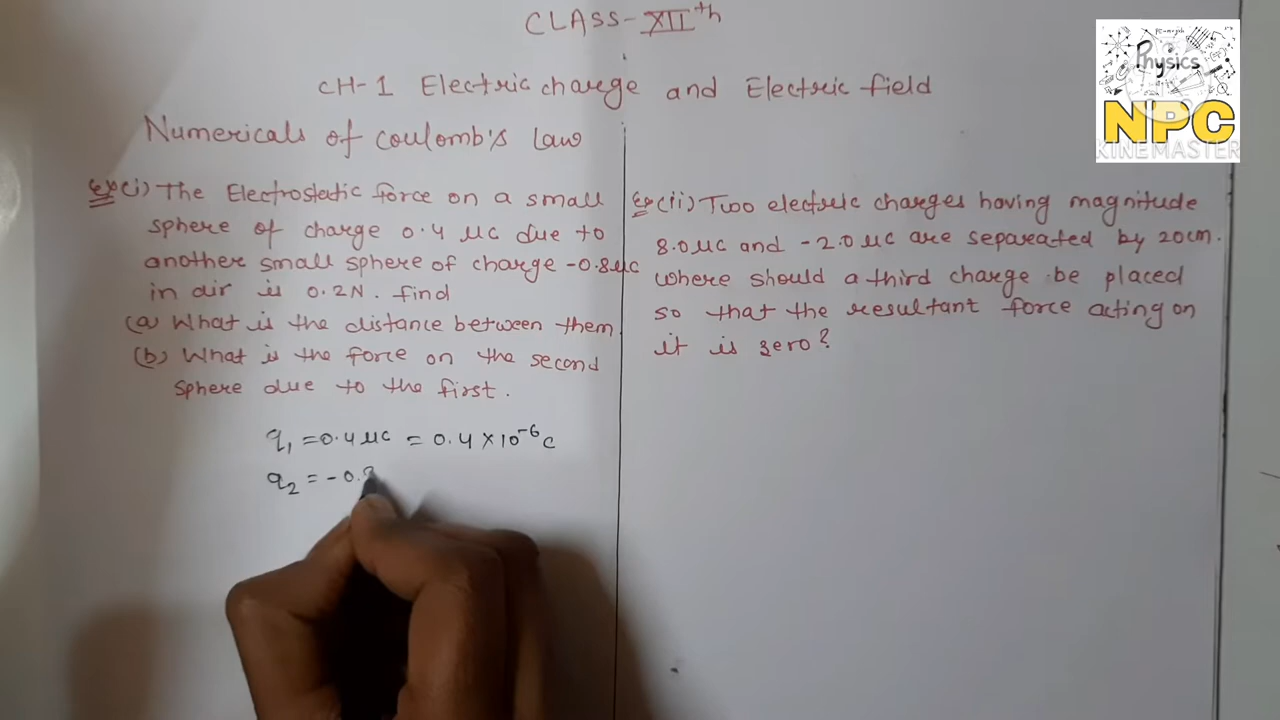 CLASS-XIIth
CH-1 Electric charge and Electric field
Numericals of Coulomb's Law
Ex(i) The Electrostatic force on a small
sphere of charge 0.4 μc due to
another small sphere of charge -0.8μc
in air is 0.2N. find
(a) What is the distance between them
(b) What is the force on the second
sphere due to the first.
q1 = 0.4 μc = 0.4 × 10^-6 c
q2 = -0.8
Ex(ii) Two electric charges having magnitude
8.0μc and -2.0μc are separated by 20cm.
where should a third charge be placed
so that the resultant force acting on
it is zero?
Physics
NPC
KINEMASTER